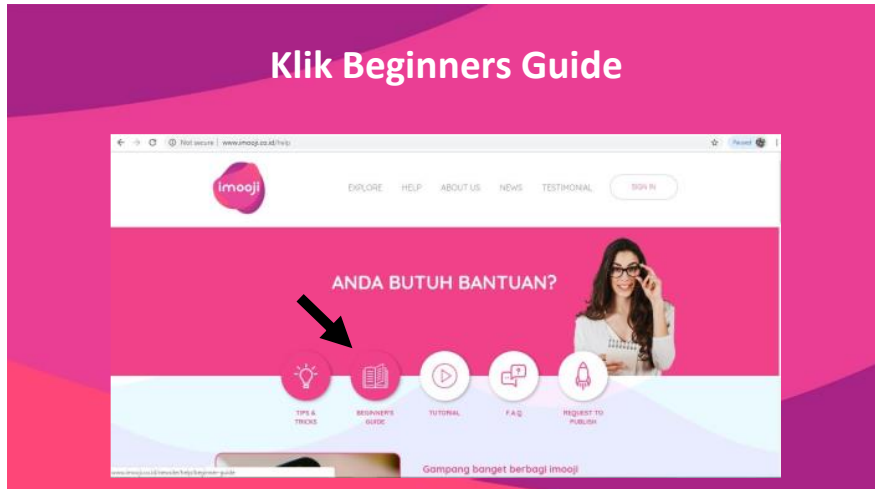 Klik Beginners Guide
Not secure | www.imooji.co.id/help
Paused
imooji
EXPLORE HELP ABOUT US NEWS TESTIMONIAL SIGN IN
ANDA BUTUH BANTUAN?
TIPS &
TRICKS
BEGINNER'S
GUIDE
TUTORIAL
F.A.Q
REQUEST TO
PUBLISH
Gampang banget berbagi imooji